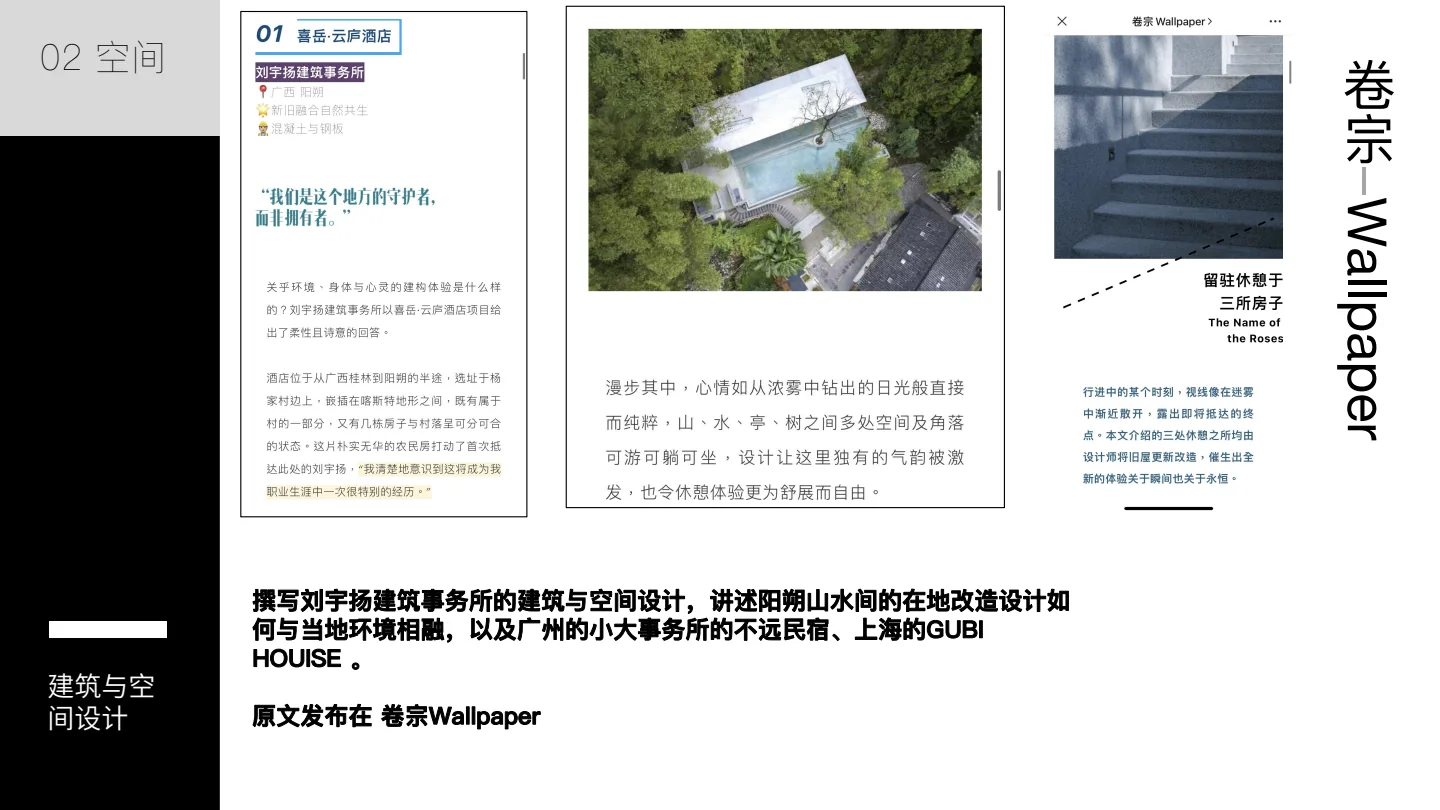 02 空间
建筑与空
间设计
01 喜岳·云庐酒店
刘宇扬建筑事务所
📍广西 阳朔
🌟新旧融合自然共生
👷混凝土与钢板
“我们是这个地方的守护者,
而非拥有者。”
关乎环境、身体与心灵的建构体验是什么样
的？刘宇扬建筑事务所以喜岳·云庐酒店项目给
出了柔性且诗意的回答。
酒店位于从广西桂林到阳朔的半途，选址于杨
家村边上，嵌插在喀斯特地形之间，既有属于
村的一部分，又有几栋房子与村落呈可分可合
的状态。这片朴实无华的农民房打动了首次抵
达此处的刘宇扬，“我清楚地意识到这将成为我
职业生涯中一次很特别的经历。”
漫步其中，心情如从浓雾中钻出的日光般直接
而纯粹，山、水、亭、树之间多处空间及角落
可游可躺可坐，设计让这里独有的气韵被激
发，也令休憩体验更为舒展而自由。
卷宗 Wallpaper
留驻休憩于
三所房子
The Name of
the Roses
行进中的某个时刻，视线像在迷雾
中渐近散开，露出即将抵达的终
点。本文介绍的三处休憩之所均由
设计师将旧屋更新改造，催生出全
新的体验关于瞬间也关于永恒。
卷宗—Wallpaper
撰写刘宇扬建筑事务所的建筑与空间设计，讲述阳朔山水间的在地改造设计如
何与当地环境相融，以及广州的小大事务所的不远民宿、上海的GUBI
HOUISE 。
原文发布在 卷宗Wallpaper